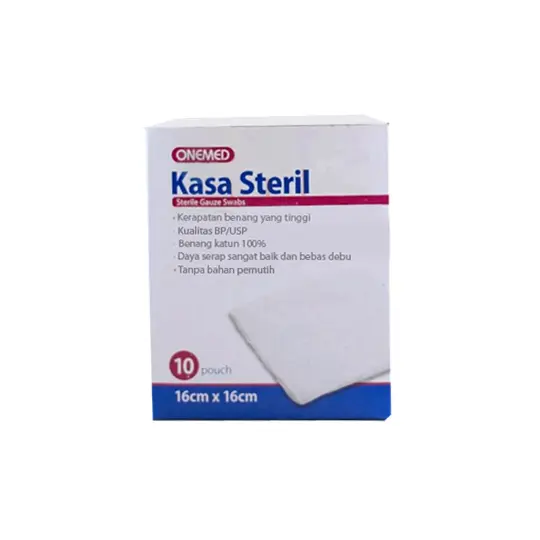 ONEMED
Kasa Steril
Sterile Gauze Swabs
• Kerapatan benang yang tinggi
· Kualitas BP/USP
· Benang katun 100%
· Daya serap sangat baik dan bebas debu
• Tanpa bahan pemutih
10 pouch
16cm x 16cm